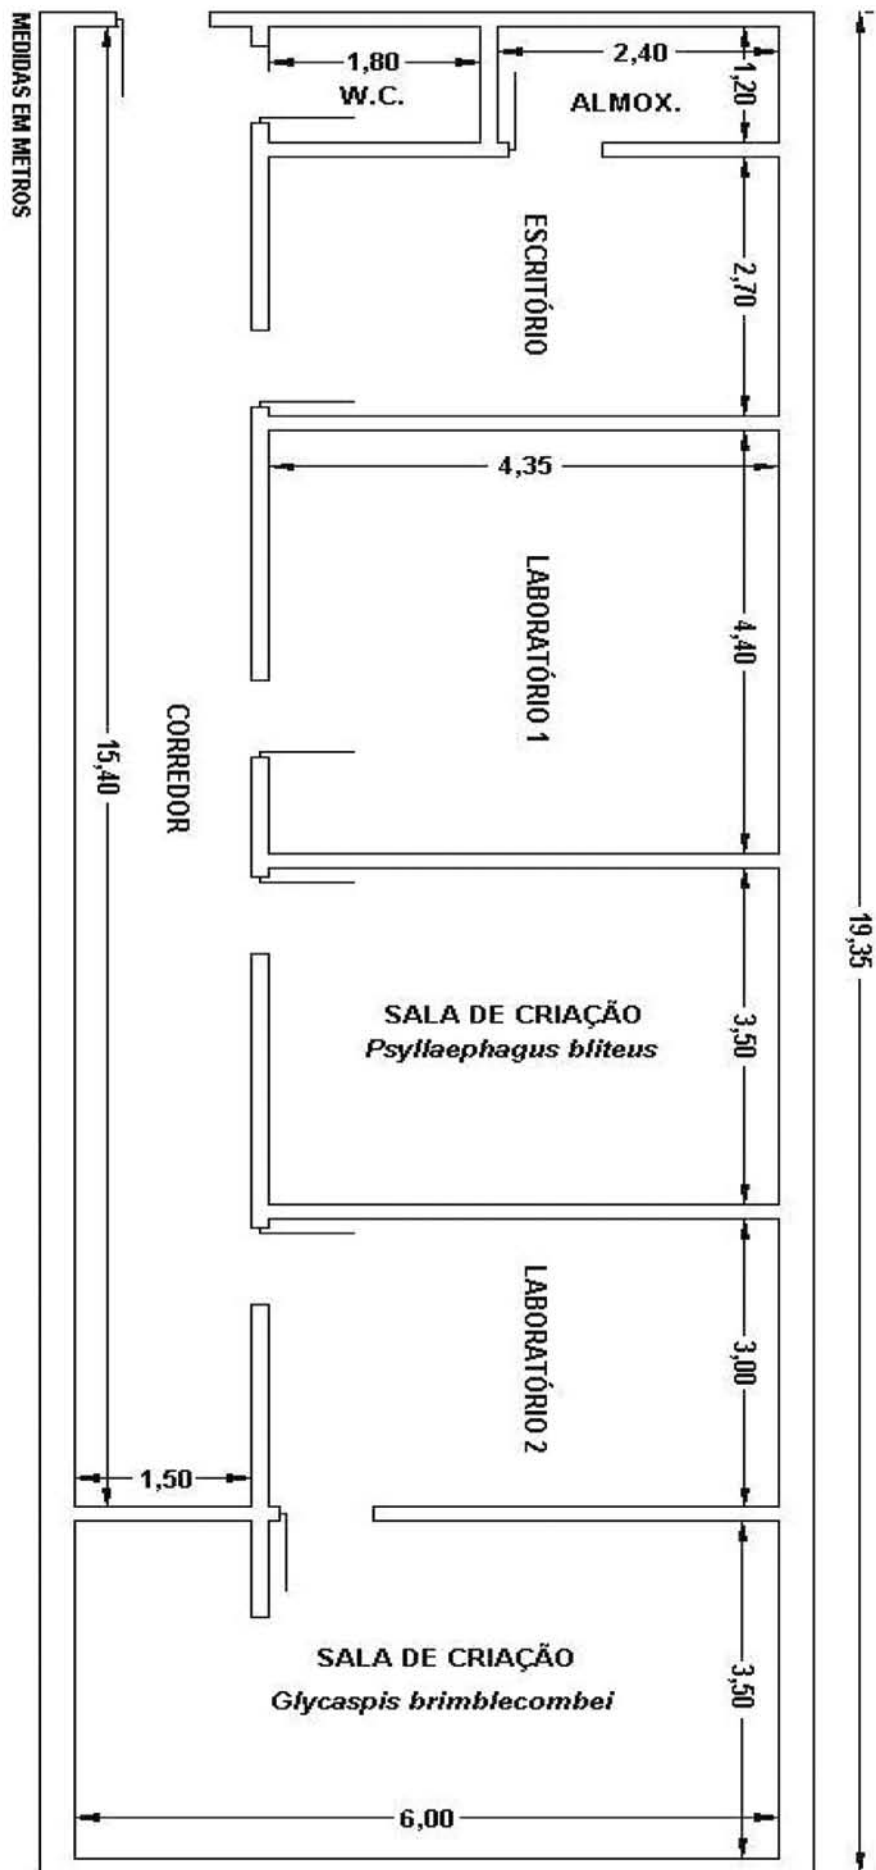 MEDIDAS EM METROS
1,80
W.C.
2,40
ALMOX.
1,20
ESCRITÓRIO
2,70
4,35
LABORATÓRIO 1
4,40
CORREDOR
15,40
19,35
SALA DE CRIAÇÃO
Psyllaephagus bliteus
3,50
LABORATÓRIO 2
3,00
1,50
SALA DE CRIAÇÃO
Glycaspis brimblecombei
3,50
6,00